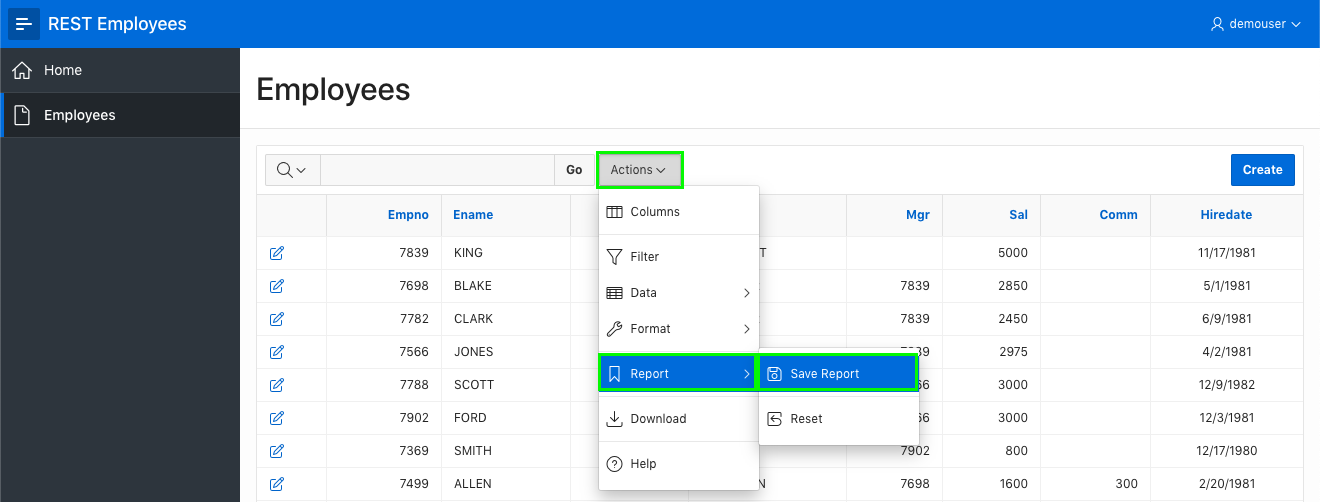 REST Employees
demouser
Home
Employees
Employees
Go Actions Create
Columns
Filter
Data
Format
Report
Download
Help
Save Report
Reset
Empno Ename Mgr Sal Comm Hiredate
7839 KING T 5000 11/17/1981
7698 BLAKE 7839 2850 5/1/1981
7782 CLARK 7839 2450 6/9/1981
7566 JONES 2975 4/2/1981
7788 SCOTT 66 3000 12/9/1982
7902 FORD 66 3000 12/3/1981
7369 SMITH 7902 800 12/17/1980
7499 ALLEN N 7698 1600 300 2/20/1981